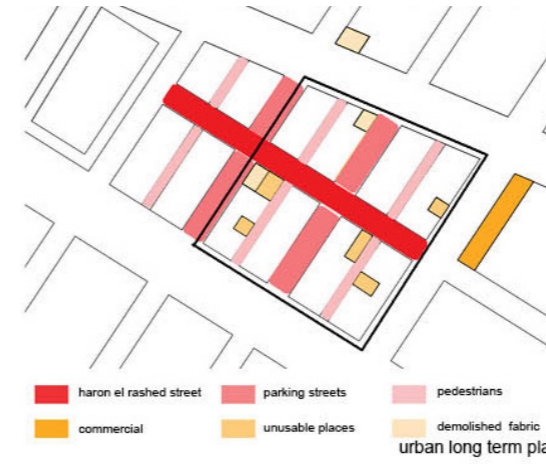 haron el rashed street
parking streets
pedestrians
commercial
unusable places
demolished fabric
urban long term pla